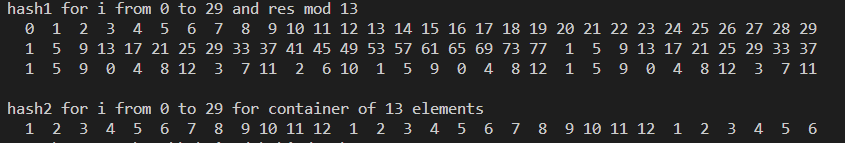 hash1 for i from 0 to 29 and res mod 13
0 1 2 3 4 5 6 7 8 9 10 11 12 13 14 15 16 17 18 19 20 21 22 23 24 25 26 27 28 29
1 5 9 13 17 21 25 29 33 37 41 45 49 53 57 61 65 69 73 77 1 5 9 13 17 21 25 29 33 37
1 5 9 0 4 8 12 3 7 11 2 6 10 1 5 9 0 4 8 12 1 5 9 0 4 8 12 3 7 11
hash2 for i from 0 to 29 for container of 13 elements
1 2 3 4 5 6 7 8 9 10 11 12 1 2 3 4 5 6 7 8 9 10 11 12 1 2 3 4 5 6